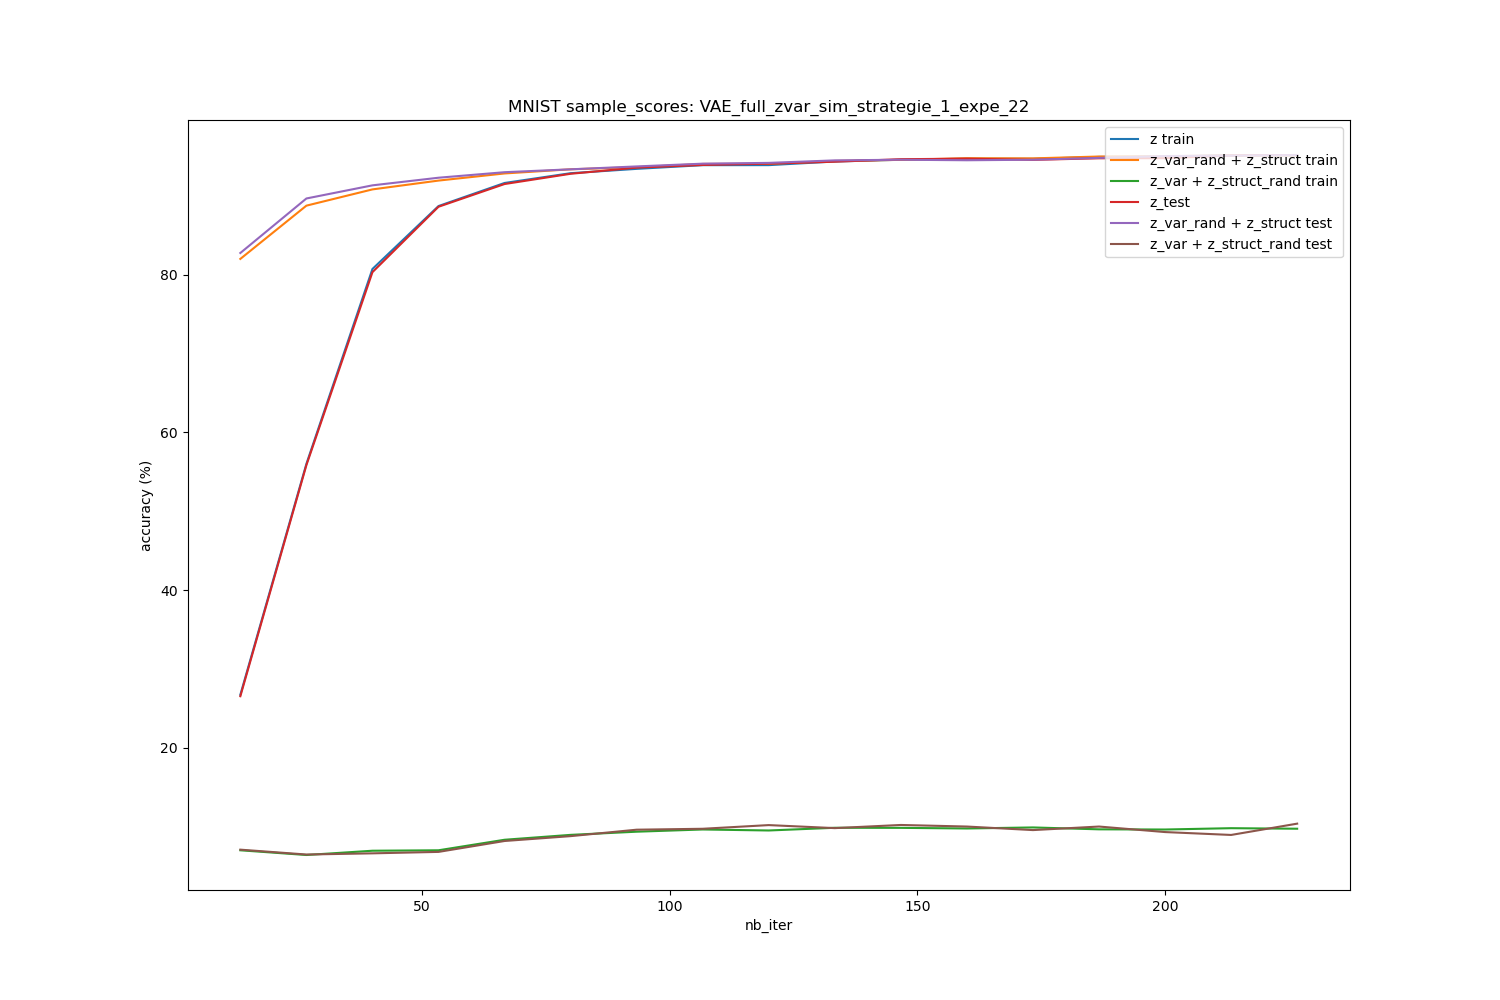 MNIST sample_scores: VAE_full_zvar_sim_strategie_1_expe_22
z train
z_var_rand + z_struct train
z_var + z_struct_rand train
z_test
z_var_rand + z_struct test
z_var + z_struct_rand test
accuracy (%)
80
60
40
20
50
100
150
200
nb_iter